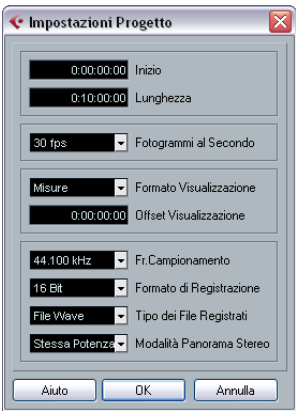 Impostazioni Progetto
0:00:00:00 Inizio
0:10:00:00 Lunghezza
30 fps Fotogrammi al Secondo
Misure Formato Visualizzazione
0:00:00:00 Offset Visualizzazione
44.100 kHz Fr.Campionamento
16 Bit Formato di Registrazione
File Wave Tipo dei File Registrati
Stessa Potenza Modalità Panorama Stereo
Aiuto OK Annulla